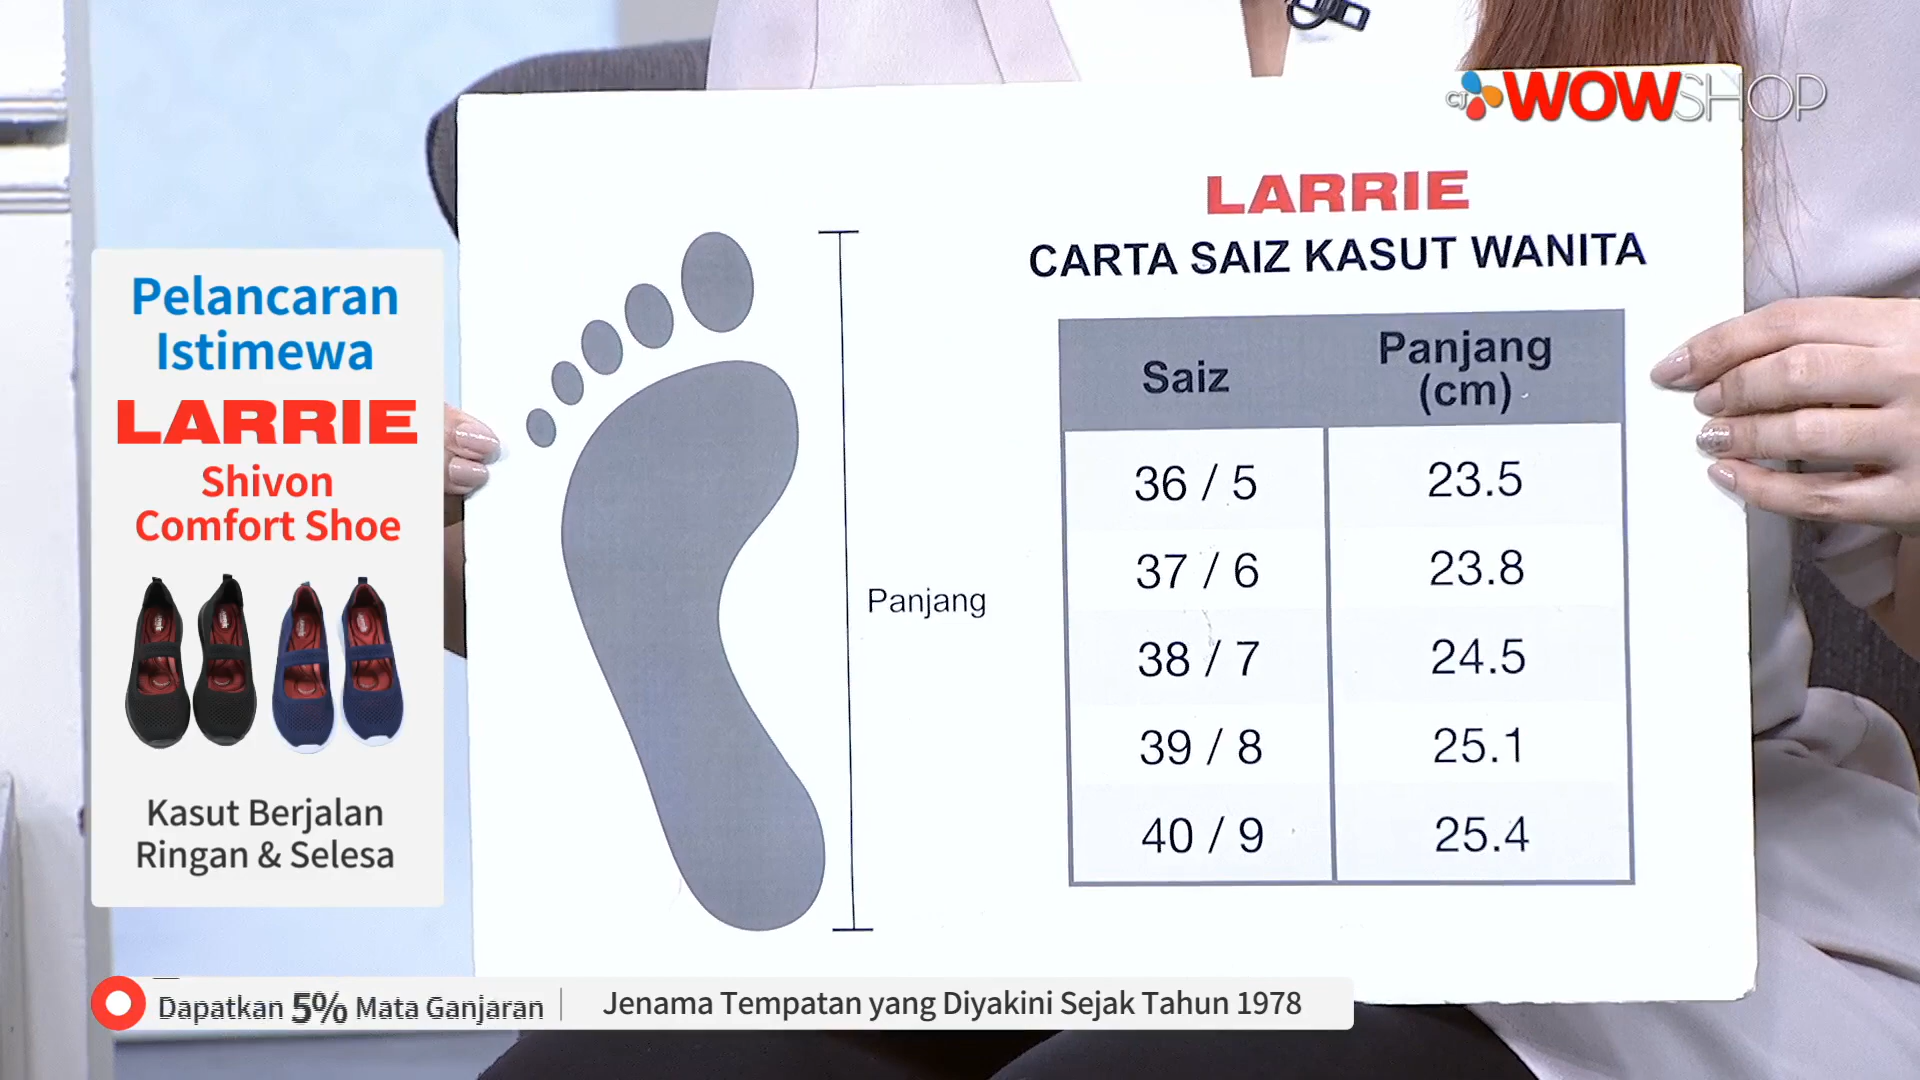 CJ WOWSHOP
Pelancaran
Istimewa
LARRIE
Shivon
Comfort Shoe
Kasut Berjalan
Ringan & Selesa
LARRIE
CARTA SAIZ KASUT WANITA
Saiz Panjang
(cm)
36 / 5 23.5
37 / 6 23.8
38 / 7 24.5
39 / 8 25.1
40 / 9 25.4
Panjang
Dapatkan 5% Mata Ganjaran | Jenama Tempatan yang Diyakini Sejak Tahun 1978